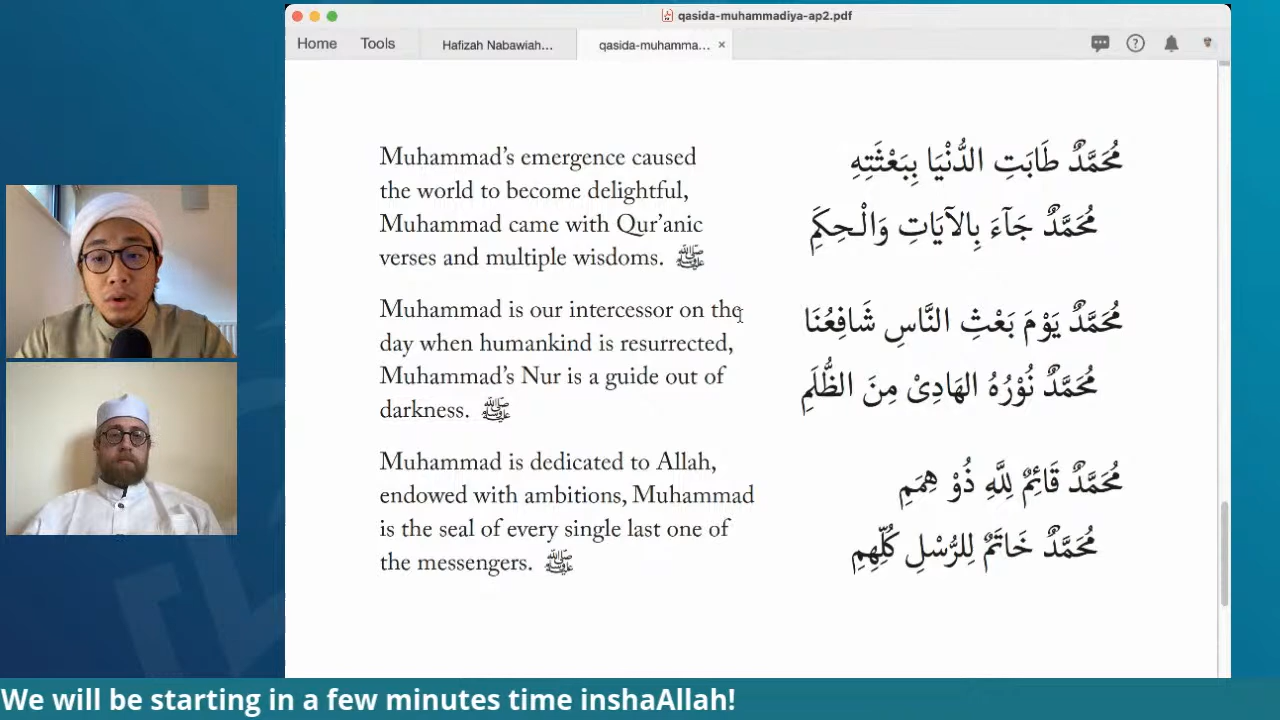 qasida-muhammadiya-ap2.pdf
Home Tools Hafizah Nabawiah... qasida-muhamma... ×
Muhammad’s emergence caused
the world to become delightful,
Muhammad came with Qur’anic
verses and multiple wisdoms. ﷺ
مُحَمَّدٌ طَابَتِ الدُّنْيَا بِبَعْثَتِهِ
مُحَمَّدٌ جَآءَ بِالآيَاتِ وَالْحِكَمِ
Muhammad is our intercessor on the
day when humankind is resurrected,
Muhammad’s Nur is a guide out of
darkness. ﷺ
مُحَمَّدٌ يَوْمَ بَعْثِ النَّاسِ شَافِعُنَا
مُحَمَّدٌ نُوْرُهُ الهَادِىْ مِنَ الظُّلَمِ
Muhammad is dedicated to Allah,
endowed with ambitions, Muhammad
is the seal of every single last one of
the messengers. ﷺ
مُحَمَّدٌ قَائِمٌ لِلَّهِ ذُوْ هِمَمِ
مُحَمَّدٌ خَاتَمٌ لِلرُّسْلِ كُلِّهِمِ
We will be starting in a few minutes time inshaAllah!